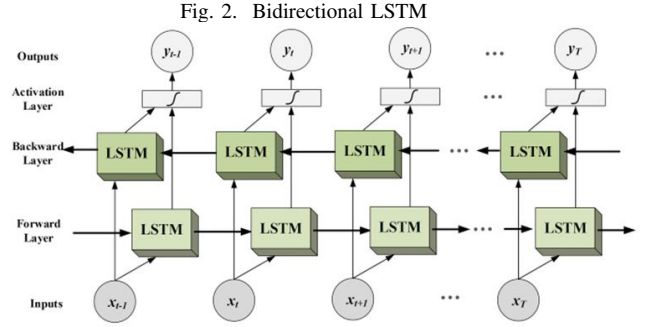 Fig. 2. Bidirectional LSTM
Outputs y_{t-1} y_t y_{t+1} ... y_T
Activation
Layer ...
Backward
Layer LSTM LSTM LSTM ... LSTM
Forward
Layer LSTM LSTM LSTM ... LSTM
Inputs x_{t-1} x_t x_{t+1} ... x_T